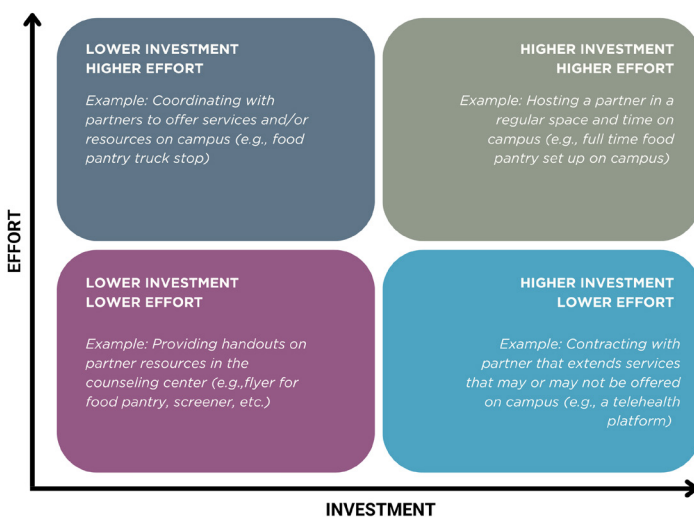 LOWER INVESTMENT
HIGHER EFFORT
Example: Coordinating with
partners to offer services and/or
resources on campus (e.g., food
pantry truck stop)
HIGHER INVESTMENT
HIGHER EFFORT
Example: Hosting a partner in a
regular space and time on
campus (e.g., full time food
pantry set up on campus)
EFFORT
LOWER INVESTMENT
LOWER EFFORT
Example: Providing handouts on
partner resources in the
counseling center (e.g.,flyer for
food pantry, screener, etc.)
HIGHER INVESTMENT
LOWER EFFORT
Example: Contracting with
partner that extends services
that may or may not be offered
on campus (e.g., a telehealth
platform)
INVESTMENT